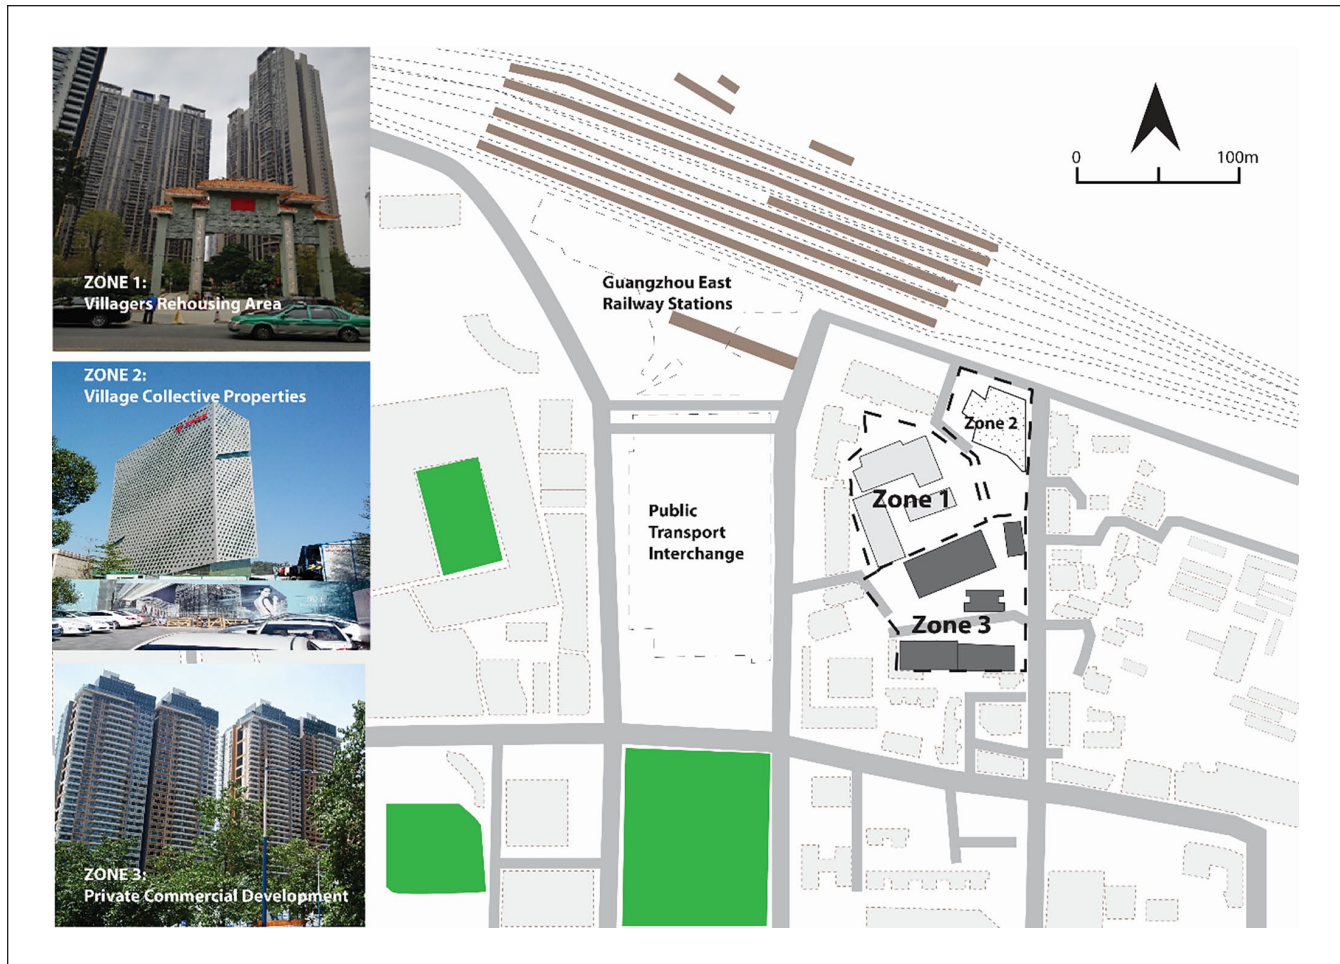 ZONE 1:
Villagers Rehousing Area
ZONE 2:
Village Collective Properties
ZONE 3:
Private Commercial Development
Guangzhou East
Railway Stations
Public
Transport
Interchange
Zone 1
Zone 2
Zone 3
0
100m